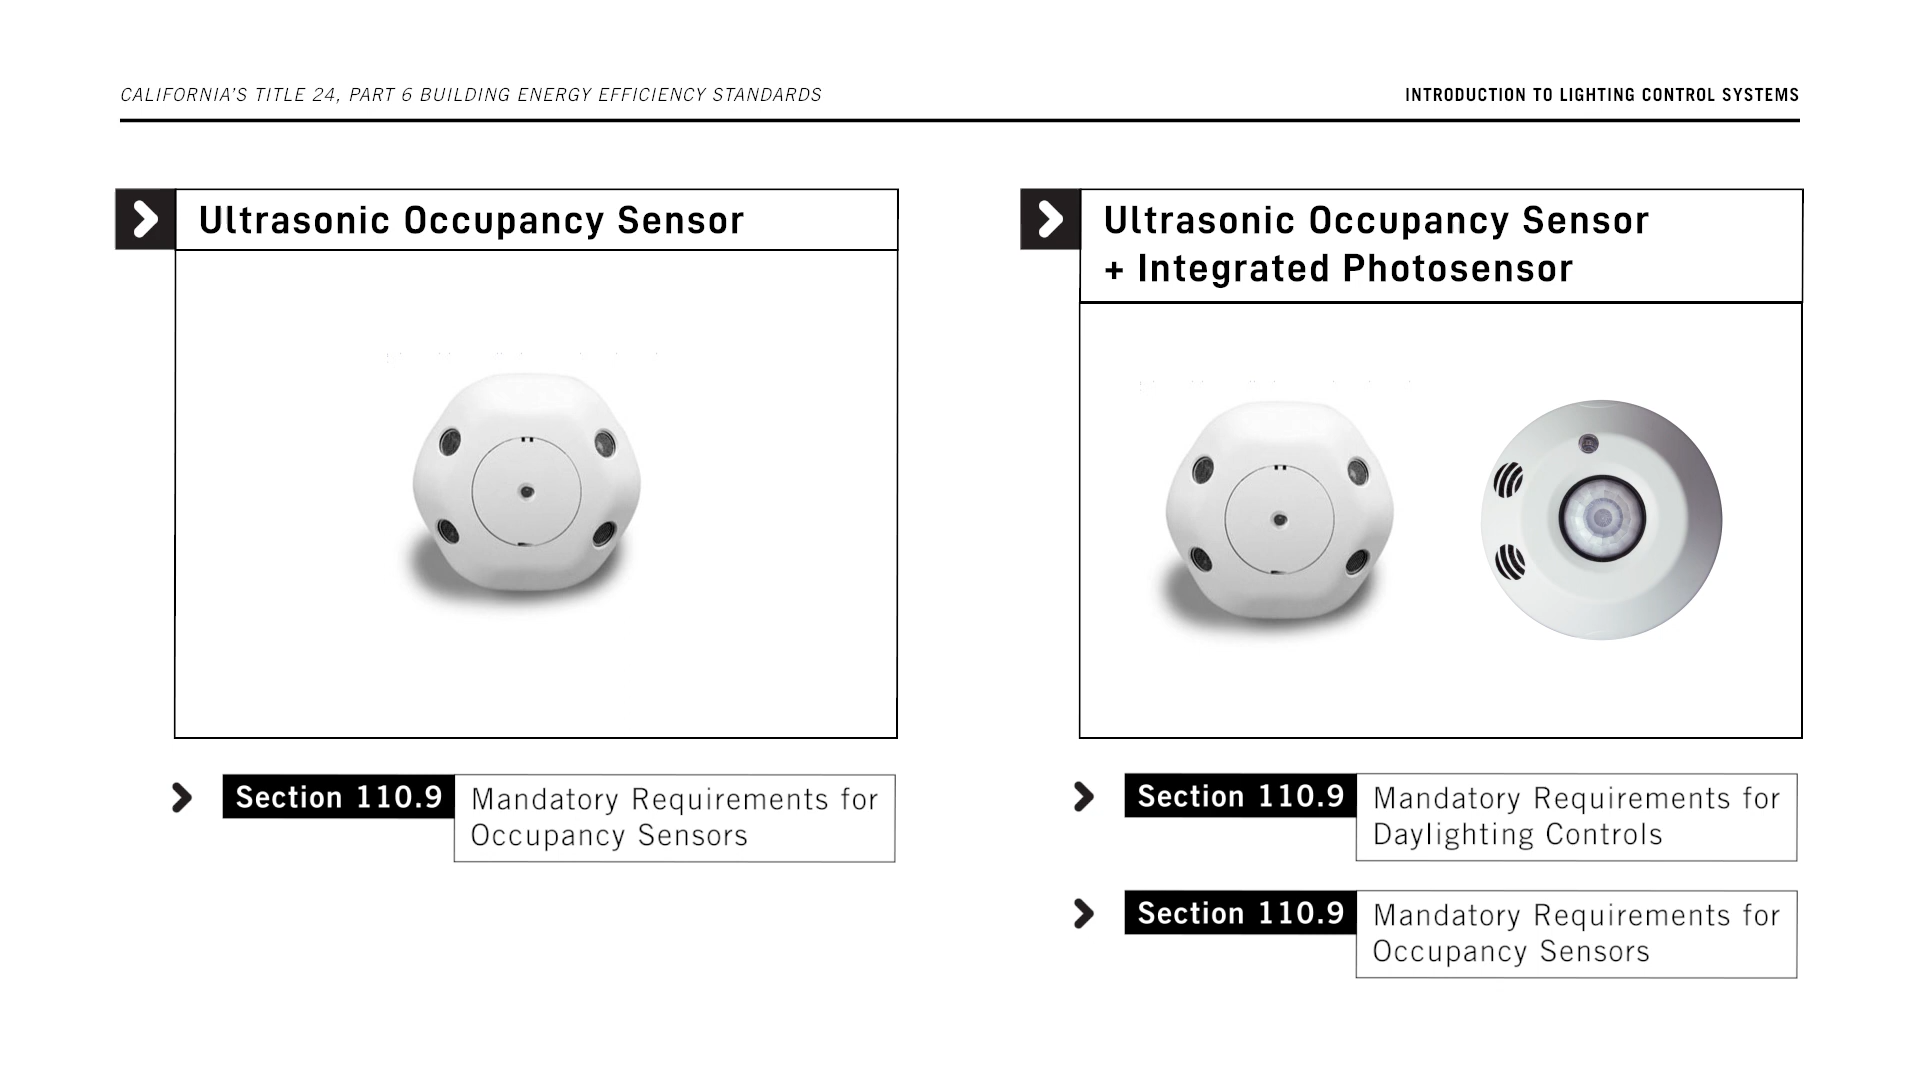 CALIFORNIA'S TITLE 24, PART 6 BUILDING ENERGY EFFICIENCY STANDARDS
INTRODUCTION TO LIGHTING CONTROL SYSTEMS
Ultrasonic Occupancy Sensor
Section 110.9
Mandatory Requirements for
Occupancy Sensors
Ultrasonic Occupancy Sensor
+ Integrated Photosensor
Section 110.9
Mandatory Requirements for
Daylighting Controls
Section 110.9
Mandatory Requirements for
Occupancy Sensors